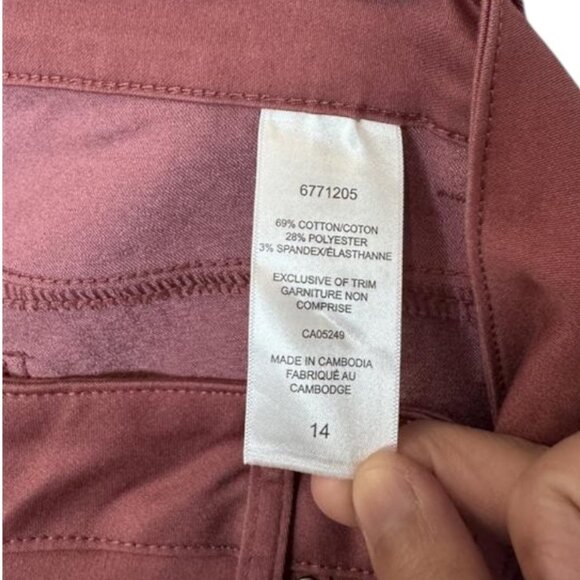 6771205
69% COTTON/COTON
28% POLYESTER
3% SPANDEX/ÉLASTHANNE
EXCLUSIVE OF TRIM
GARNITURE NON
COMPRISE
CA05249
MADE IN CAMBODIA
FABRIQUÉ AU
CAMBODGE
14